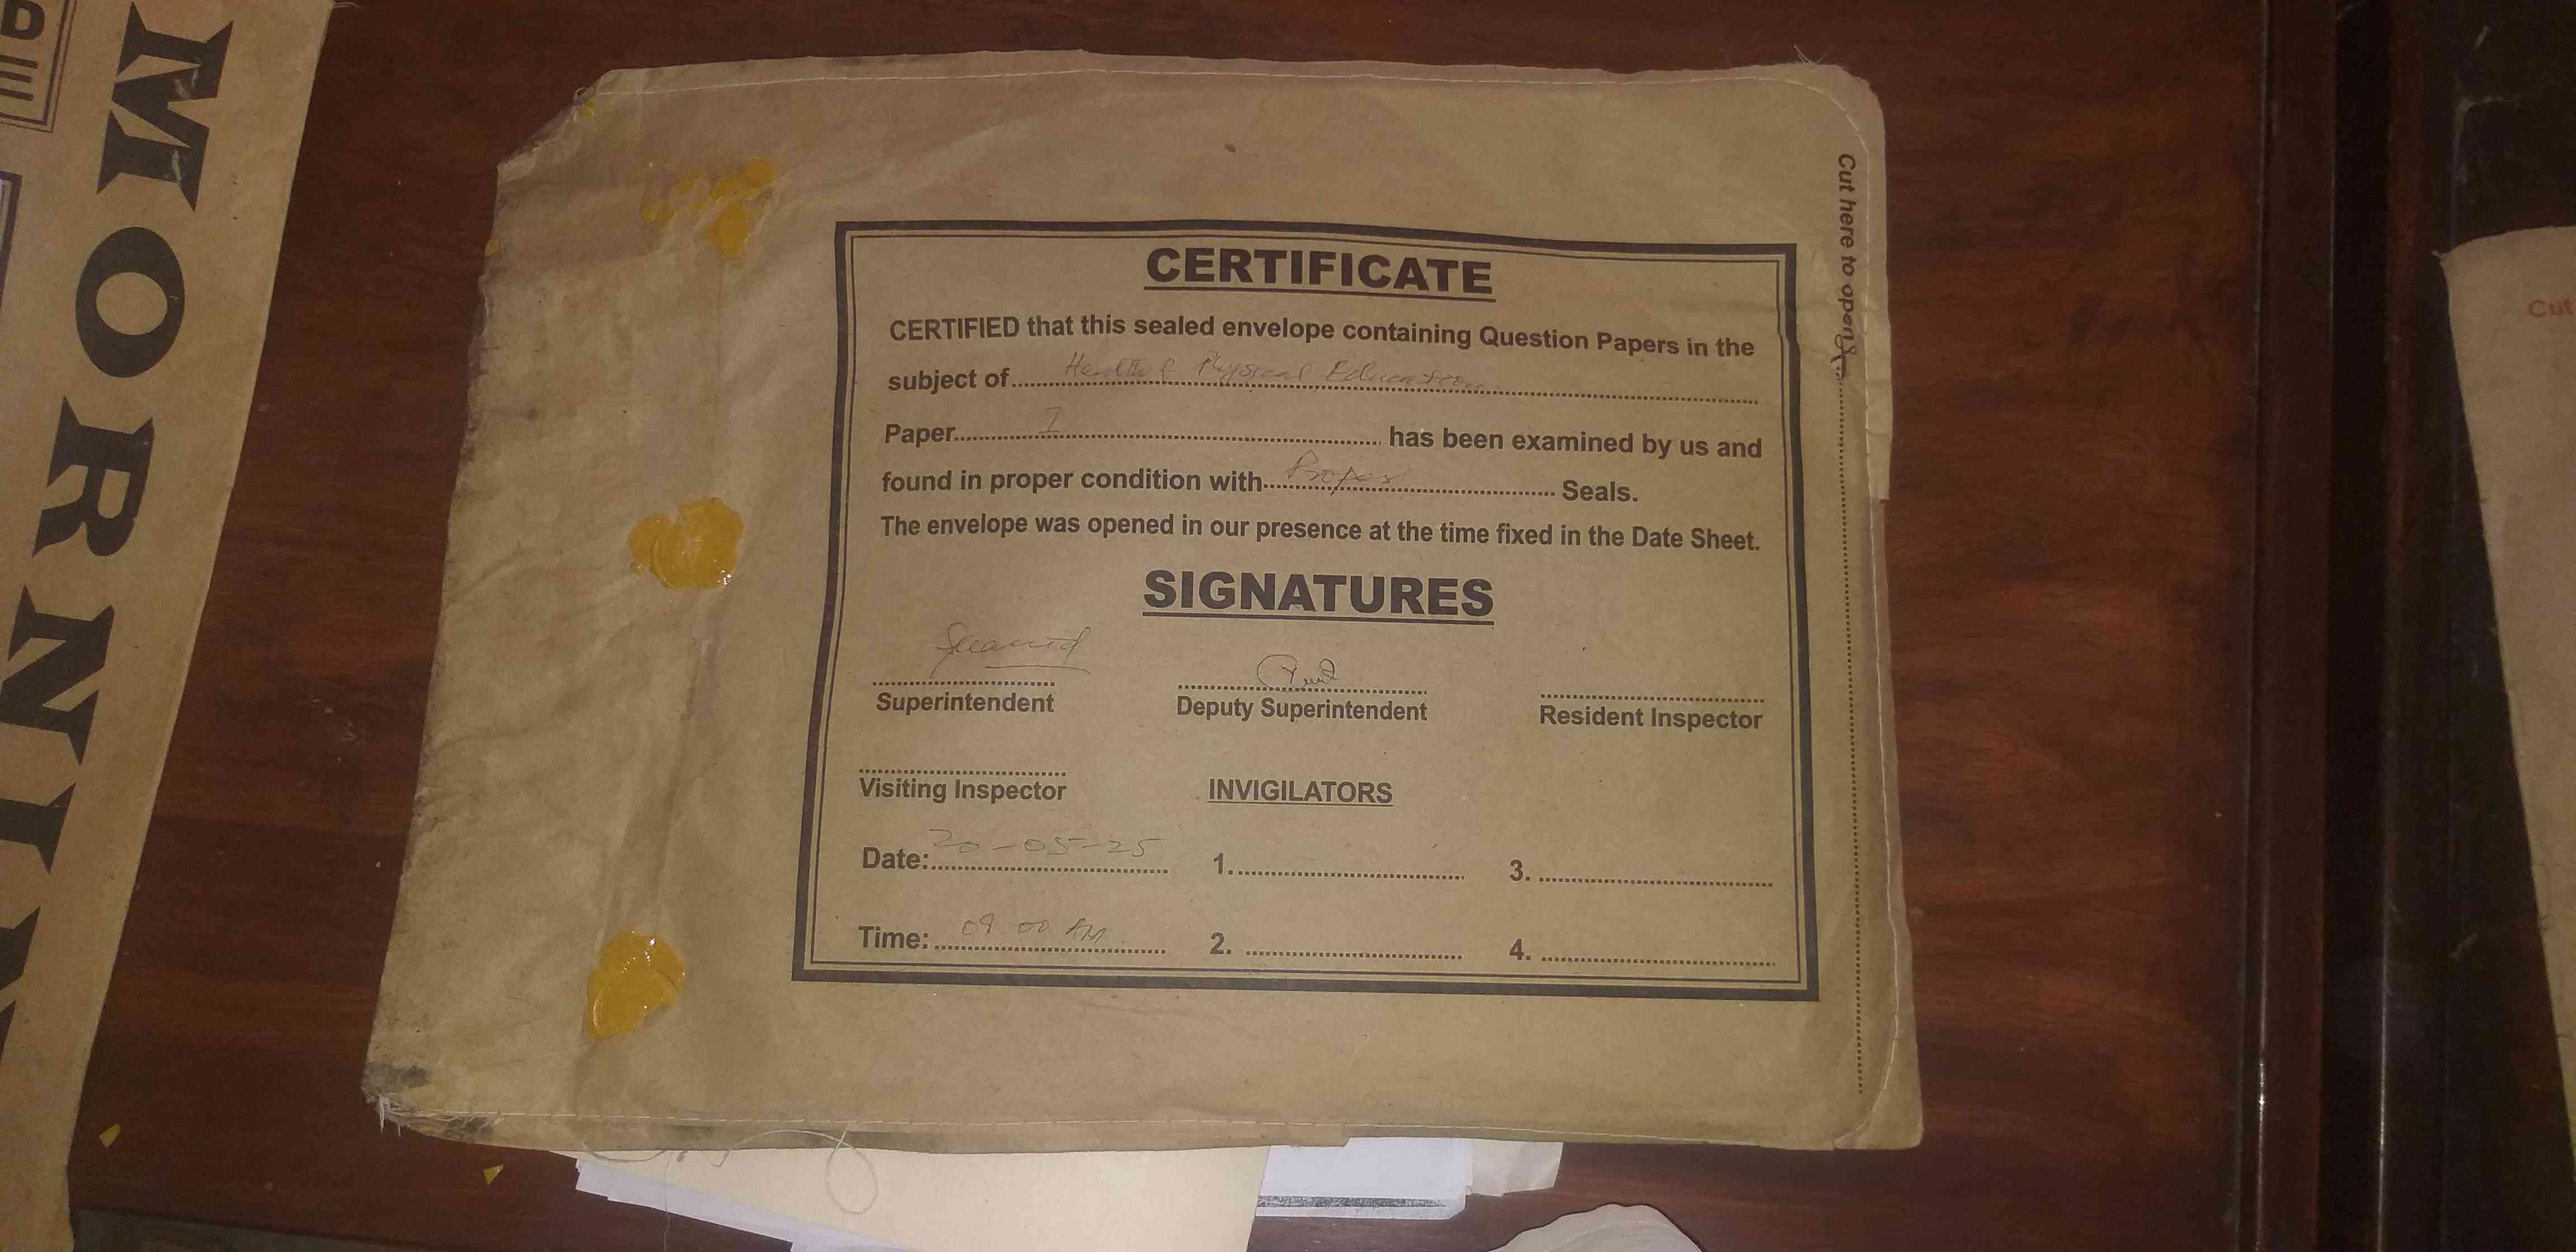 MORNIN
CERTIFICATE
CERTIFIED that this sealed envelope containing Question Papers in the
subject of Health & Physical Education
Paper I has been examined by us and
found in proper condition with Proper Seals.
The envelope was opened in our presence at the time fixed in the Date Sheet.
SIGNATURES
Superintendent Deputy Superintendent Resident Inspector
Visiting Inspector INVIGILATORS
Date: 20-05-25 1. 3.
Time: 09 00 AM 2. 4.
Cut here to open
Cut